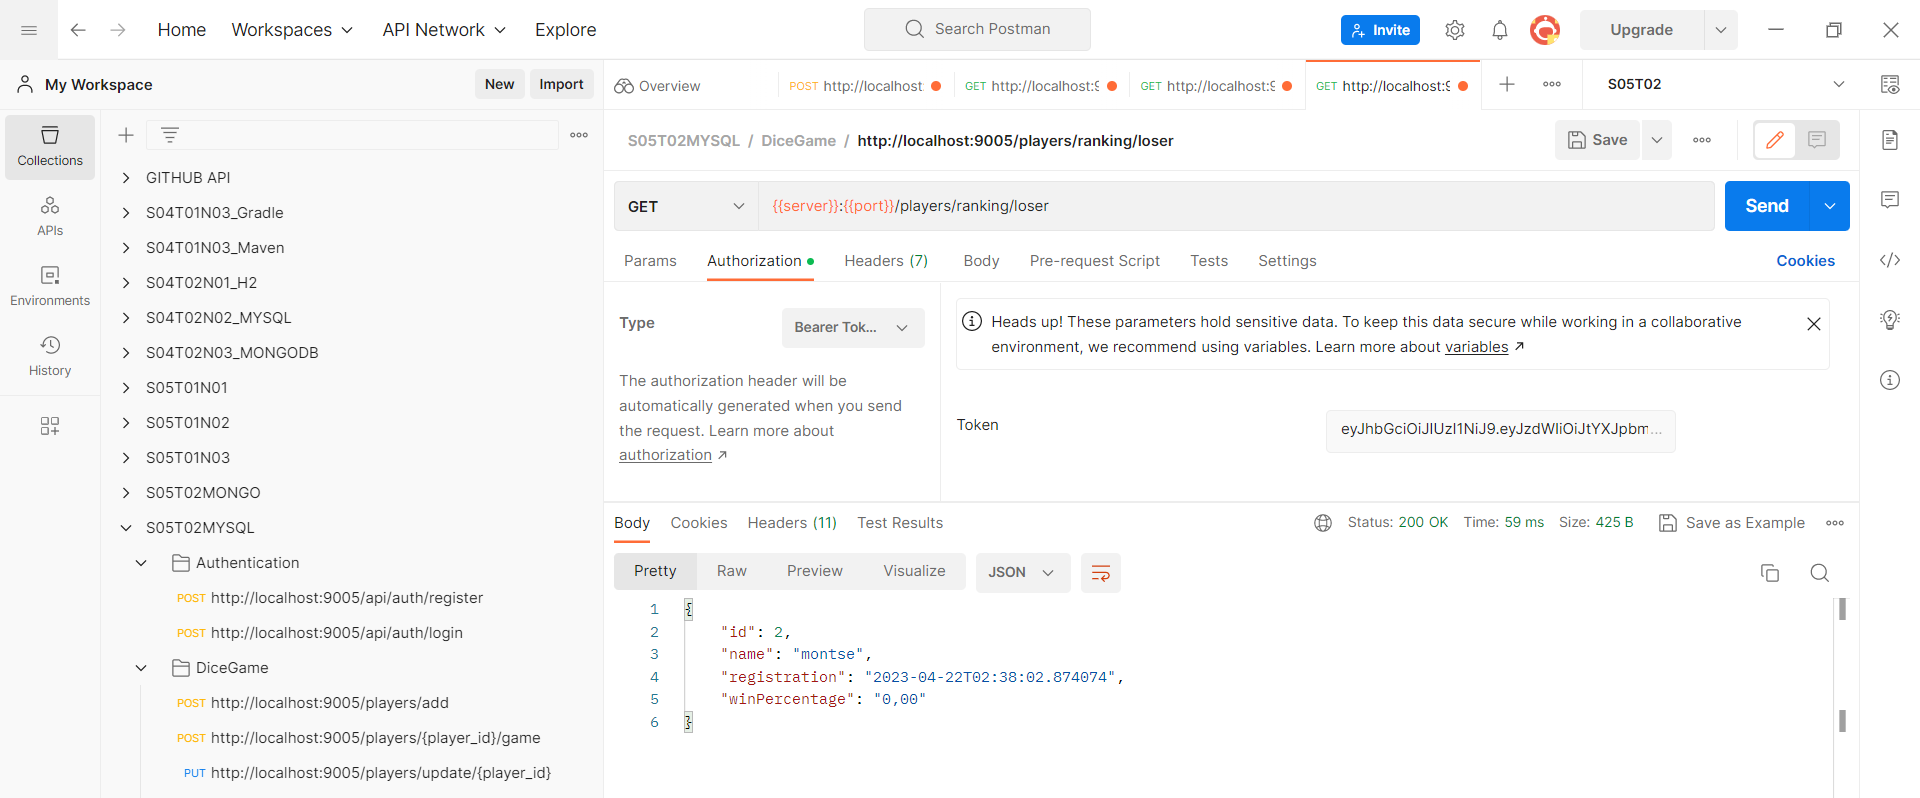 Home Workspaces API Network Explore
Search Postman
Invite
Upgrade
My Workspace
New Import
Overview
POST http://localhost:
GET http://localhost:9
GET http://localhost:9
GET http://localhost:9
S05T02
Collections
APIs
Environments
History
GITHUB API
S04T01N03_Gradle
S04T01N03_Maven
S04T02N01_H2
S04T02N02_MYSQL
S04T02N03_MONGODB
S05T01N01
S05T01N02
S05T01N03
S05T02MONGO
S05T02MYSQL
Authentication
POST http://localhost:9005/api/auth/register
POST http://localhost:9005/api/auth/login
DiceGame
POST http://localhost:9005/players/add
POST http://localhost:9005/players/{player_id}/game
PUT http://localhost:9005/players/update/{player_id}
S05T02MYSQL / DiceGame / http://localhost:9005/players/ranking/loser
Save
GET {{server}}:{{port}}/players/ranking/loser
Send
Params Authorization Headers (7) Body Pre-request Script Tests Settings Cookies
Type
Bearer Tok...
The authorization header will be
automatically generated when you send
the request. Learn more about
authorization ↗
Heads up! These parameters hold sensitive data. To keep this data secure while working in a collaborative
environment, we recommend using variables. Learn more about variables ↗
Token
eyJhbGciOiJIUzI1NiJ9.eyJzdWIiOiJtYXJpbm...
Body Cookies Headers (11) Test Results
Status: 200 OK Time: 59 ms Size: 425 B
Save as Example
Pretty Raw Preview Visualize JSON
1 {
2 "id": 2,
3 "name": "montse",
4 "registration": "2023-04-22T02:38:02.874074",
5 "winPercentage": "0,00"
6 }